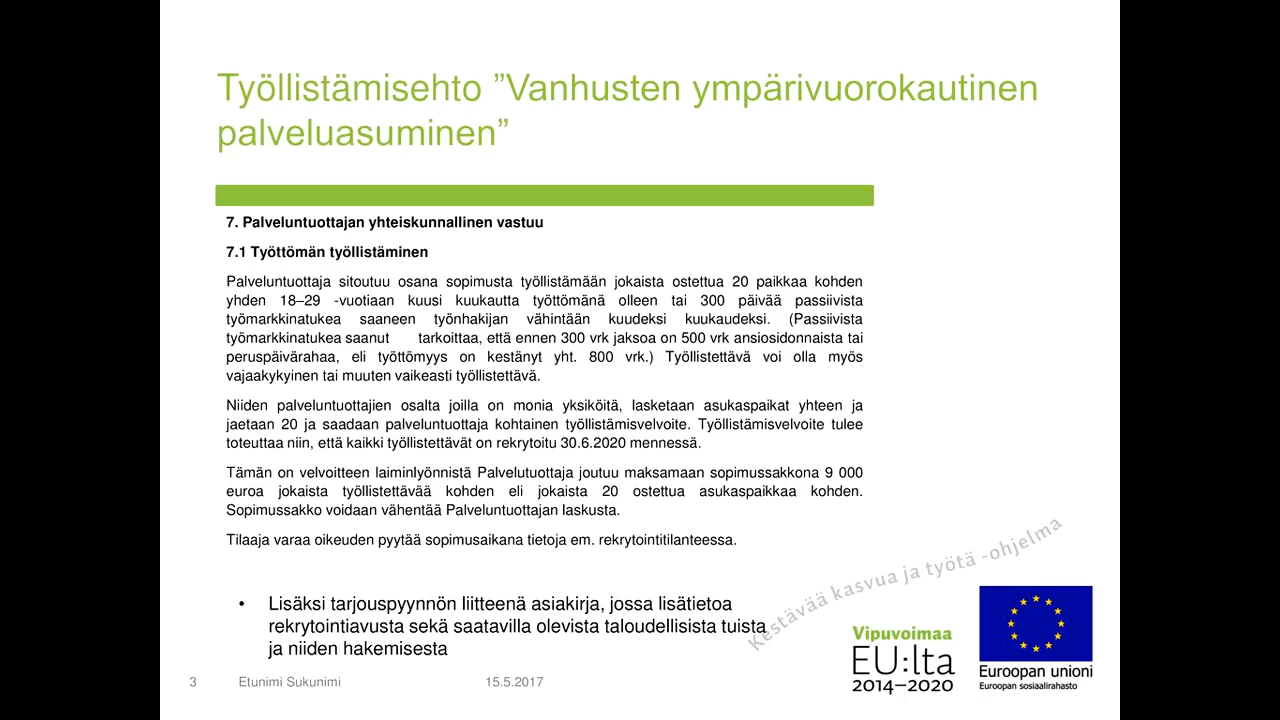 Työllistämisehto ”Vanhusten ympärivuorokautinen
palveluasuminen”
7. Palveluntuottajan yhteiskunnallinen vastuu
7.1 Työttömän työllistäminen
Palveluntuottaja sitoutuu osana sopimusta työllistämään jokaista ostettua 20 paikkaa kohden
yhden 18–29 -vuotiaan kuusi kuukautta työttömänä olleen tai 300 päivää passiivista
työmarkkinatukea saaneen työnhakijan vähintään kuudeksi kuukaudeksi. (Passiivista
työmarkkinatukea saanut tarkoittaa, että ennen 300 vrk jaksoa on 500 vrk ansiosidonnaista tai
peruspäivärahaa, eli työttömyys on kestänyt yht. 800 vrk.) Työllistettävä voi olla myös
vajaakykyinen tai muuten vaikeasti työllistettävä.
Niiden palveluntuottajien osalta joilla on monia yksiköitä, lasketaan asukaspaikat yhteen ja
jaetaan 20 ja saadaan palveluntuottaja kohtainen työllistämisvelvoite. Työllistämisvelvoite tulee
toteuttaa niin, että kaikki työllistettävät on rekrytoitu 30.6.2020 mennessä.
Tämän on velvoitteen laiminlyönnistä Palvelutuottaja joutuu maksamaan sopimussakkona 9 000
euroa jokaista työllistettävää kohden eli jokaista 20 ostettua asukaspaikkaa kohden.
Sopimussakko voidaan vähentää Palveluntuottajan laskusta.
Tilaaja varaa oikeuden pyytää sopimusaikana tietoja em. rekrytointitilanteessa.
• Lisäksi tarjouspyynnön liitteenä asiakirja, jossa lisätietoa
rekrytointiavusta sekä saatavilla olevista taloudellisista tuista
ja niiden hakemisesta
Kestävää kasvua ja työtä -ohjelma
Vipuvoimaa
EU:lta
2014–2020
Euroopan unioni
Euroopan sosiaalirahasto
3 Etunimi Sukunimi 15.5.2017